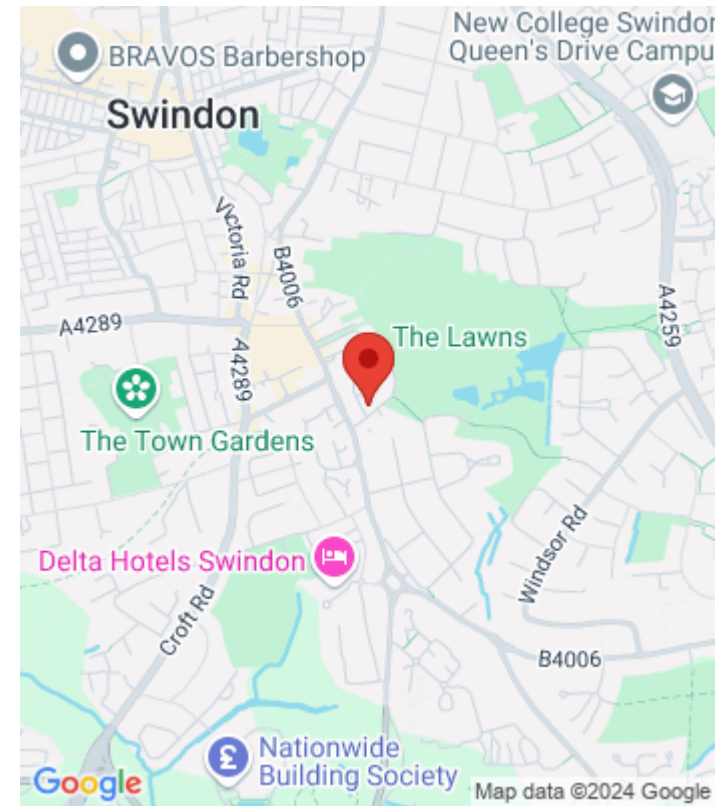 New College Swindon
Queen's Drive Campu
BRAVOS Barbershop
Swindon
Victoria Rd
B4006
A4259
A4289
A4289
The Lawns
The Town Gardens
Delta Hotels Swindon
Windsor Rd
Croft Rd
B4006
£
Nationwide
Building Society
Google
Map data ©2024 Google